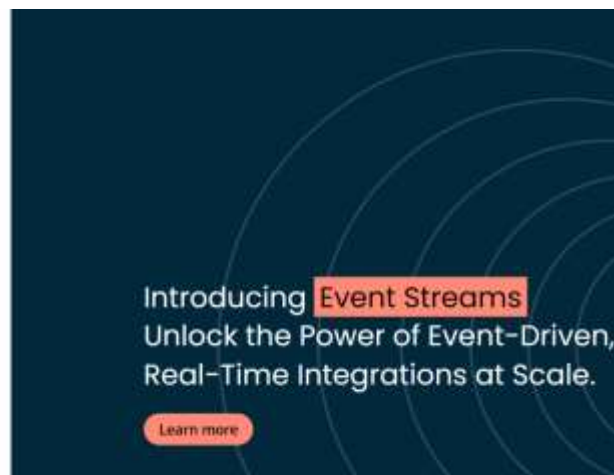 Introducing Event Streams
Unlock the Power of Event-Driven,
Real-Time Integrations at Scale.
Learn more